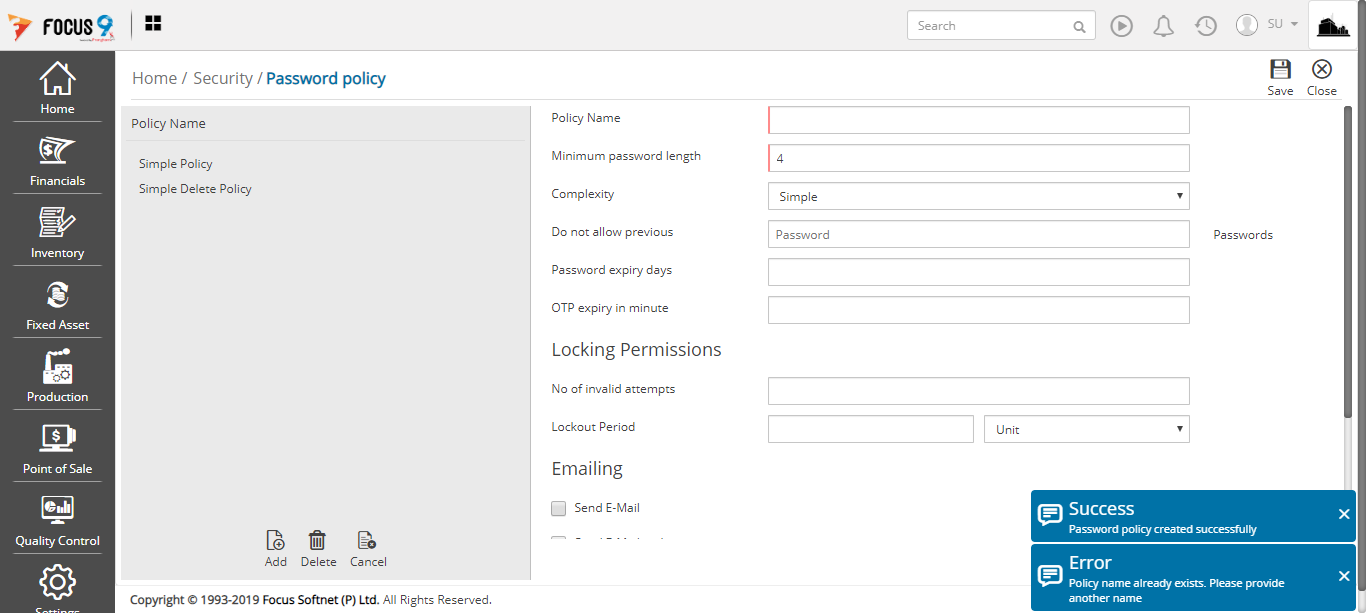 FOCUS 9
Search
SU
Home / Security / Password policy
Save
Close
Home
Financials
Inventory
Fixed Asset
Production
Point of Sale
Quality Control
Settings
Policy Name
Simple Policy
Simple Delete Policy
Add
Delete
Cancel
Policy Name
Minimum password length
4
Complexity
Simple
Do not allow previous
Password
Passwords
Password expiry days
OTP expiry in minute
Locking Permissions
No of invalid attempts
Lockout Period
Unit
Emailing
Send E-Mail
Success
Password policy created successfully
Error
Policy name already exists. Please provide
another name
Copyright © 1993-2019 Focus Softnet (P) Ltd. All Rights Reserved.